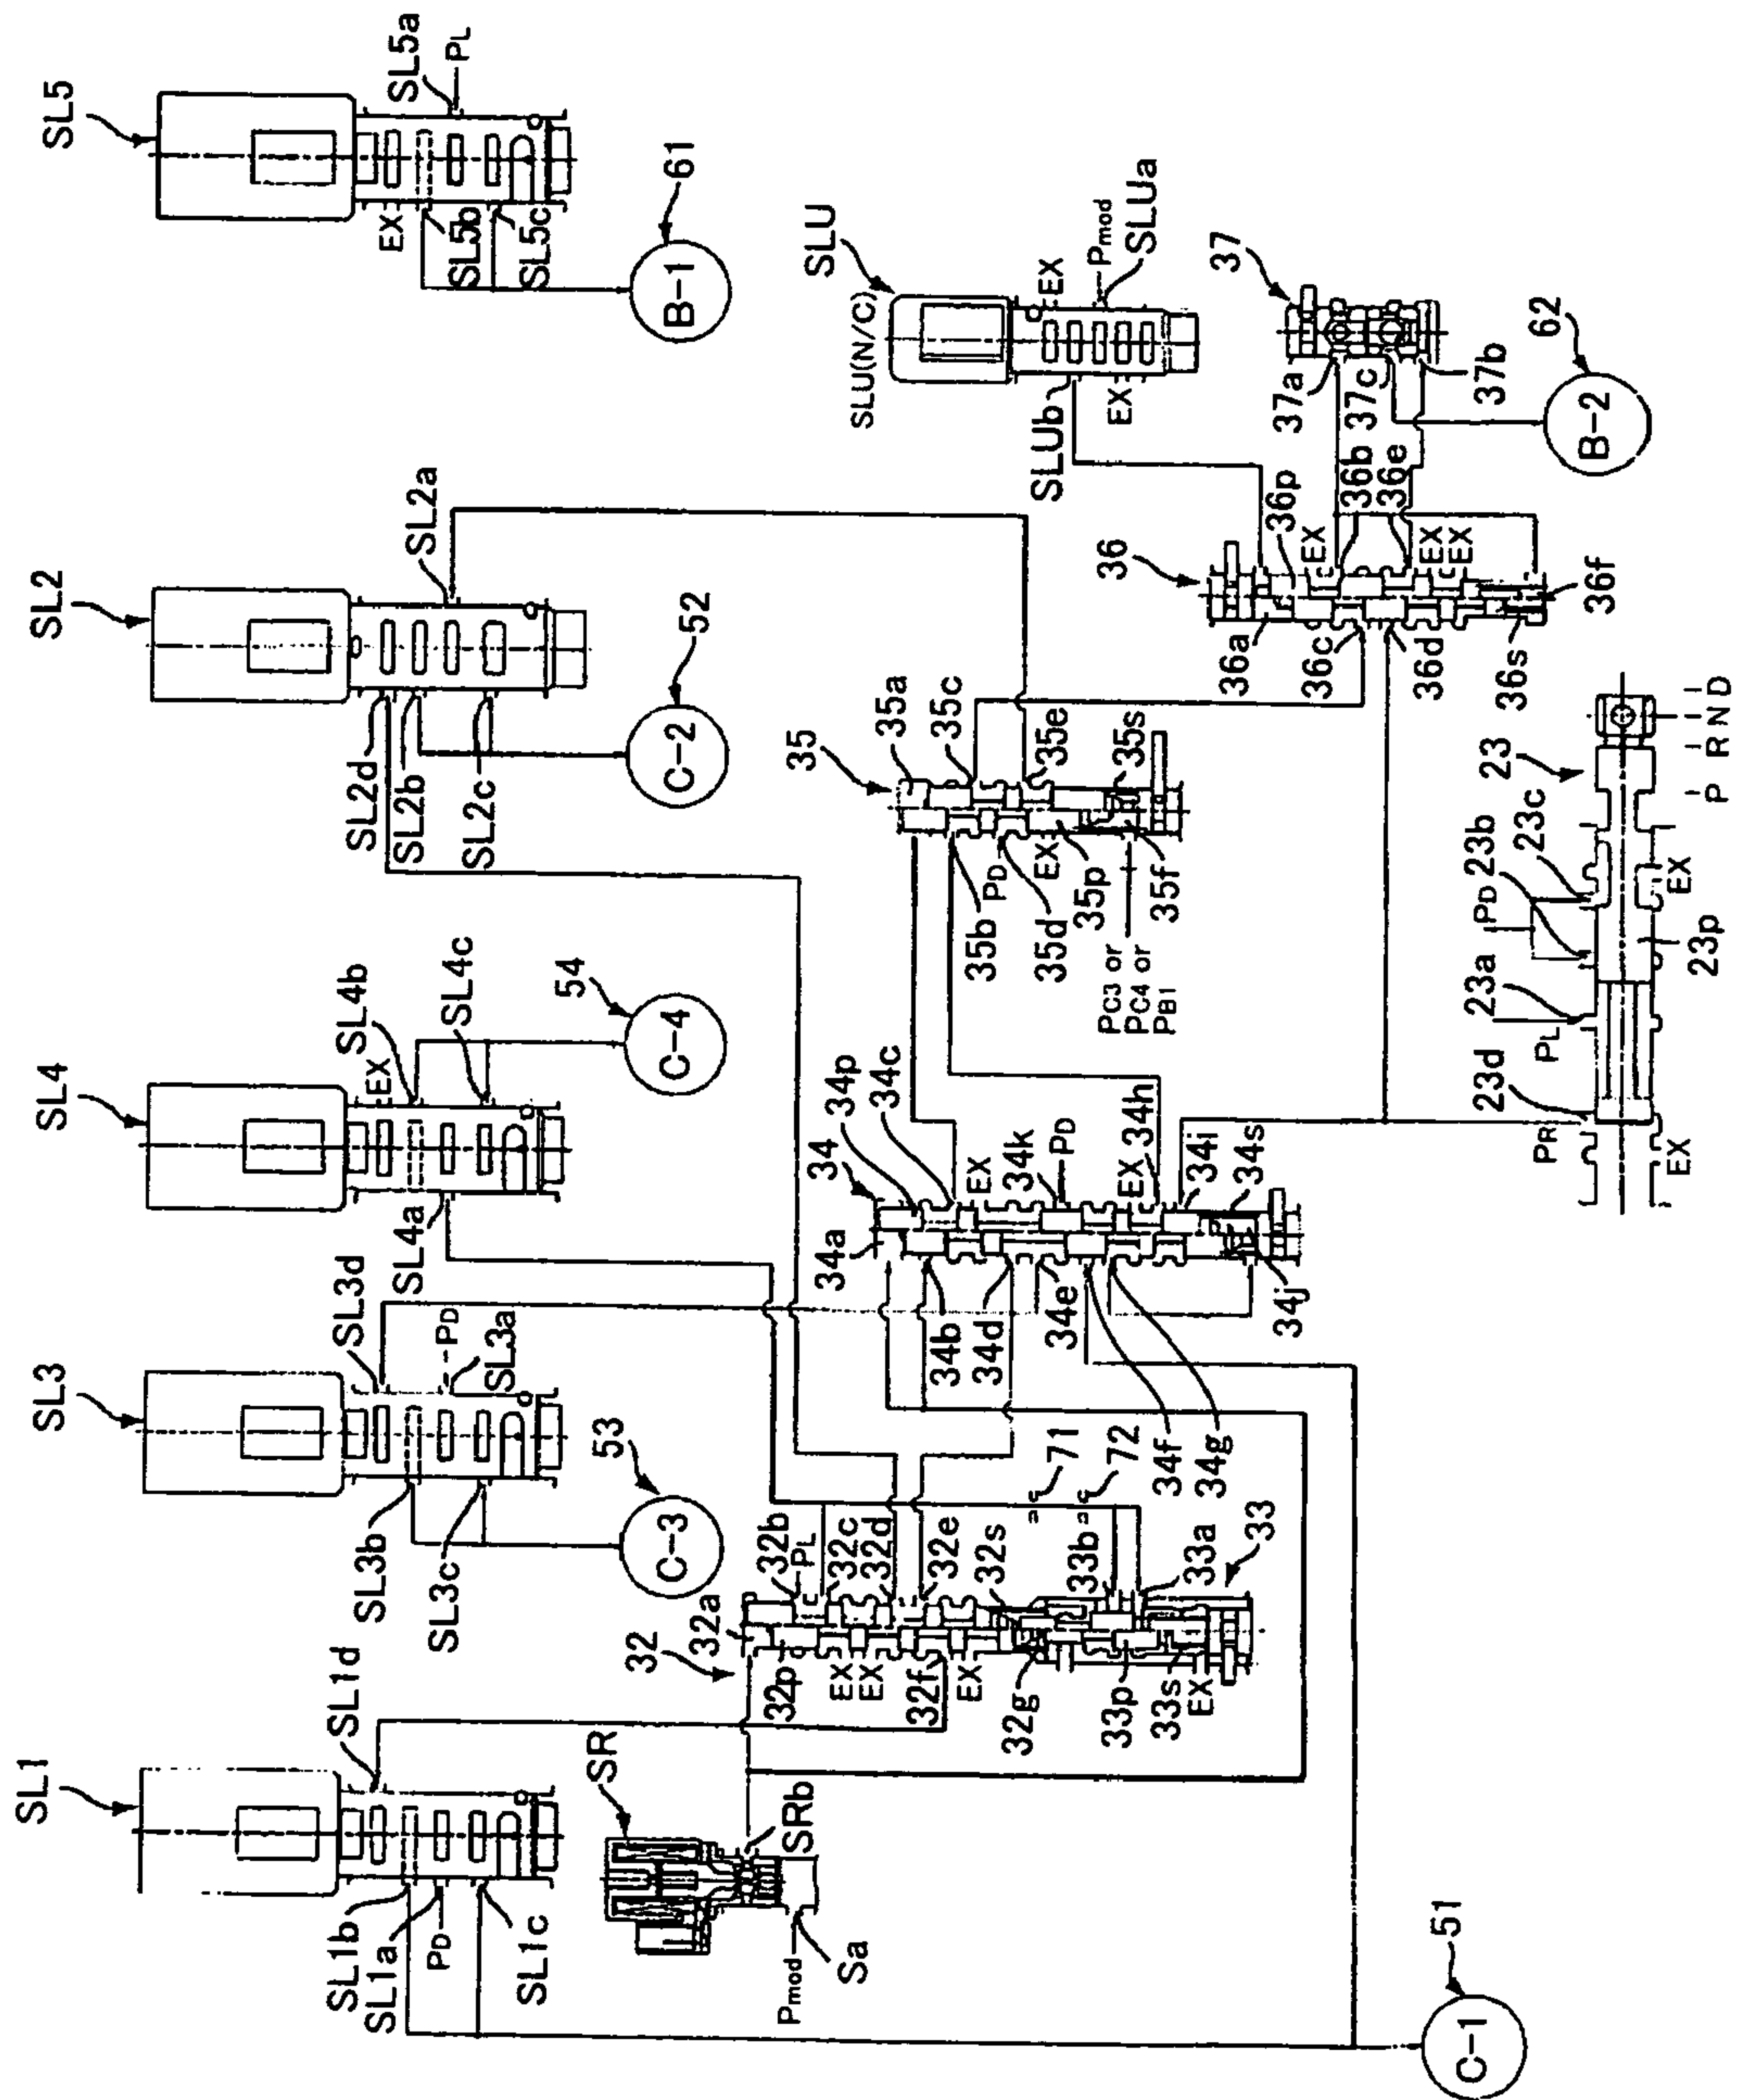 SL1
SL1d
SL1b
SL1a
PD
SL1c
SR
SRb
Pmod
Sa
51
C-1
SL3
SL3d
PD
SL3a
SL3b
SL3c
53
C-3
32
32a
32p
32b
PL
32c
32d
32e
EX
EX
32f
EX
32s
32g
33b
33a
33p
33s
EX
33
71
72
SL4
SL4b
EX
SL4c
SL4a
54
C-4
34
34a
34p
34c
EX
34k
PD
EX
34h
34i
34s
34b
34d
34e
34f
34g
34j
SL2
SL2a
SL2d
SL2b
SL2c
52
C-2
35
35a
35c
35e
35s
35b
PD
35d
EX
35p
35f
PC3 or
PC4 or
PB1
SL5
SL5a
PL
EX
SL5b
SL5c
61
B-1
SLU
SLU(N/C)
EX
Pmod
SLUa
SLUb
EX
36
36p
EX
36b
36e
EX
EX
36f
36a
36c
36d
36s
37
37a
37c
37b
62
B-2
23
23d
PL
23a
PD
23b
23c
PR
EX
23p
EX
P
R
N
D